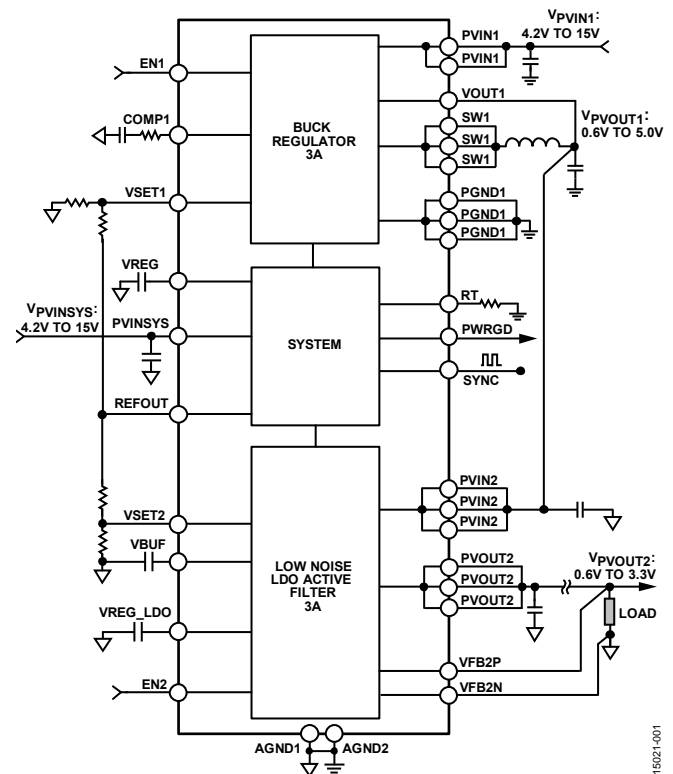 VPVIN1:
4.2V TO 15V
PVIN1
PVIN1
EN1
VOUT1
COMP1
BUCK
REGULATOR
3A
SW1
SW1
SW1
VPVOUT1:
0.6V TO 5.0V
VSET1
PGND1
PGND1
PGND1
VREG
VPVINSYS:
4.2V TO 15V
PVINSYS
SYSTEM
RT
PWRGD
SYNC
REFOUT
PVIN2
PVIN2
PVIN2
VSET2
VBUF
LOW NOISE
LDO ACTIVE
FILTER
3A
PVOUT2
PVOUT2
PVOUT2
VPVOUT2:
0.6V TO 3.3V
LOAD
VREG_LDO
VFB2P
EN2
VFB2N
AGND1
AGND2
15021-001